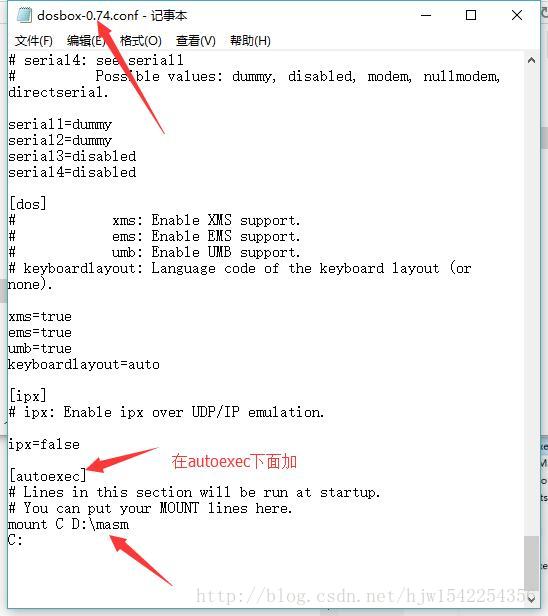 dosbox-0.74.conf - 记事本
文件(F) 编辑(E) 格式(O) 查看(V) 帮助(H)
# serial4: see serial1
# Possible values: dummy, disabled, modem, nullmodem,
directserial.
serial1=dummy
serial2=dummy
serial3=disabled
serial4=disabled
[dos]
# xms: Enable XMS support.
# ems: Enable EMS support.
# umb: Enable UMB support.
# keyboardlayout: Language code of the keyboard layout (or
none).
xms=true
ems=true
umb=true
keyboardlayout=auto
[ipx]
# ipx: Enable ipx over UDP/IP emulation.
ipx=false
在autoexec下面加
[autoexec]
# Lines in this section will be run at startup.
# You can put your MOUNT lines here.
mount C D:\masm
C:
http://blog.csdn.net/hjw1542254356